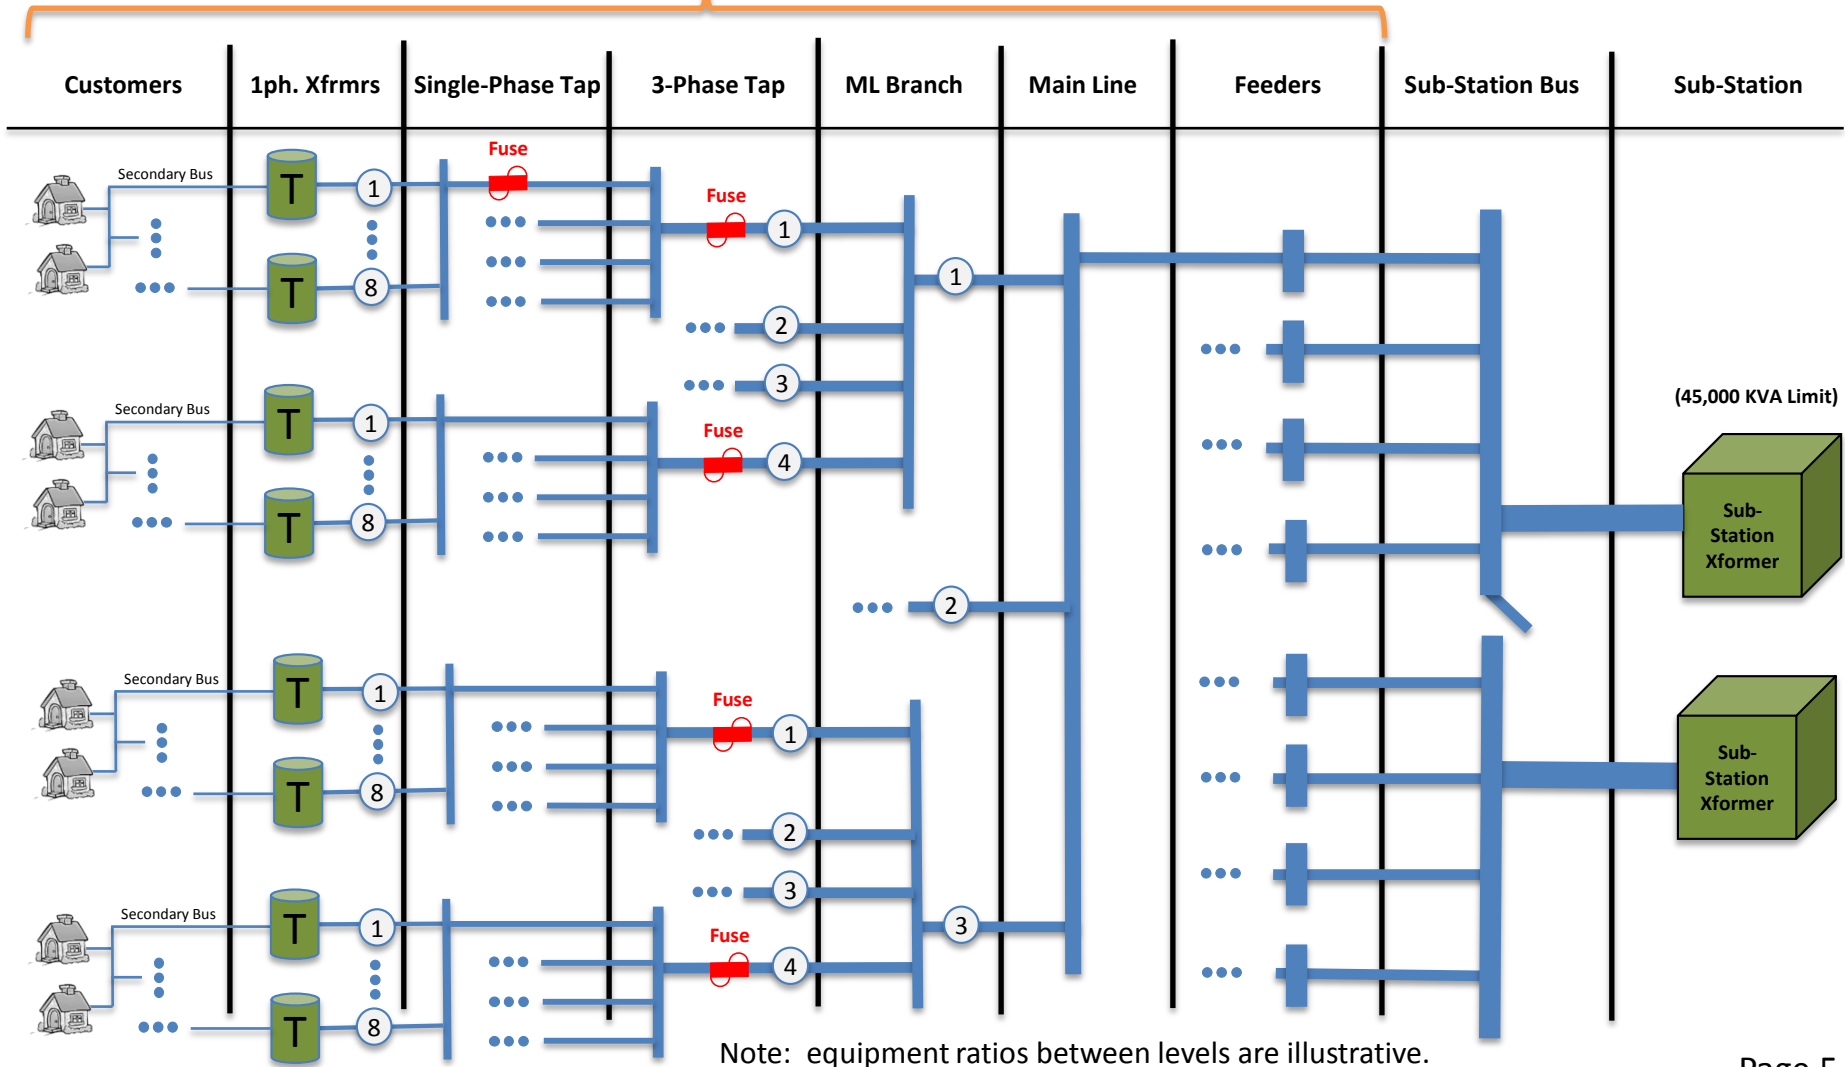 Customers
1ph. Xfrmrs
Single-Phase Tap
3-Phase Tap
ML Branch
Main Line
Feeders
Sub-Station Bus
Sub-Station
Secondary Bus
T
1
Fuse
Fuse
1
T
8
1
2
3
(45,000 KVA Limit)
Secondary Bus
T
1
Fuse
4
T
8
Sub-
Station
Xformer
2
Secondary Bus
T
1
Fuse
1
T
8
2
3
Sub-
Station
Xformer
Secondary Bus
T
1
Fuse
4
3
T
8
Note: equipment ratios between levels are illustrative.
Page 5